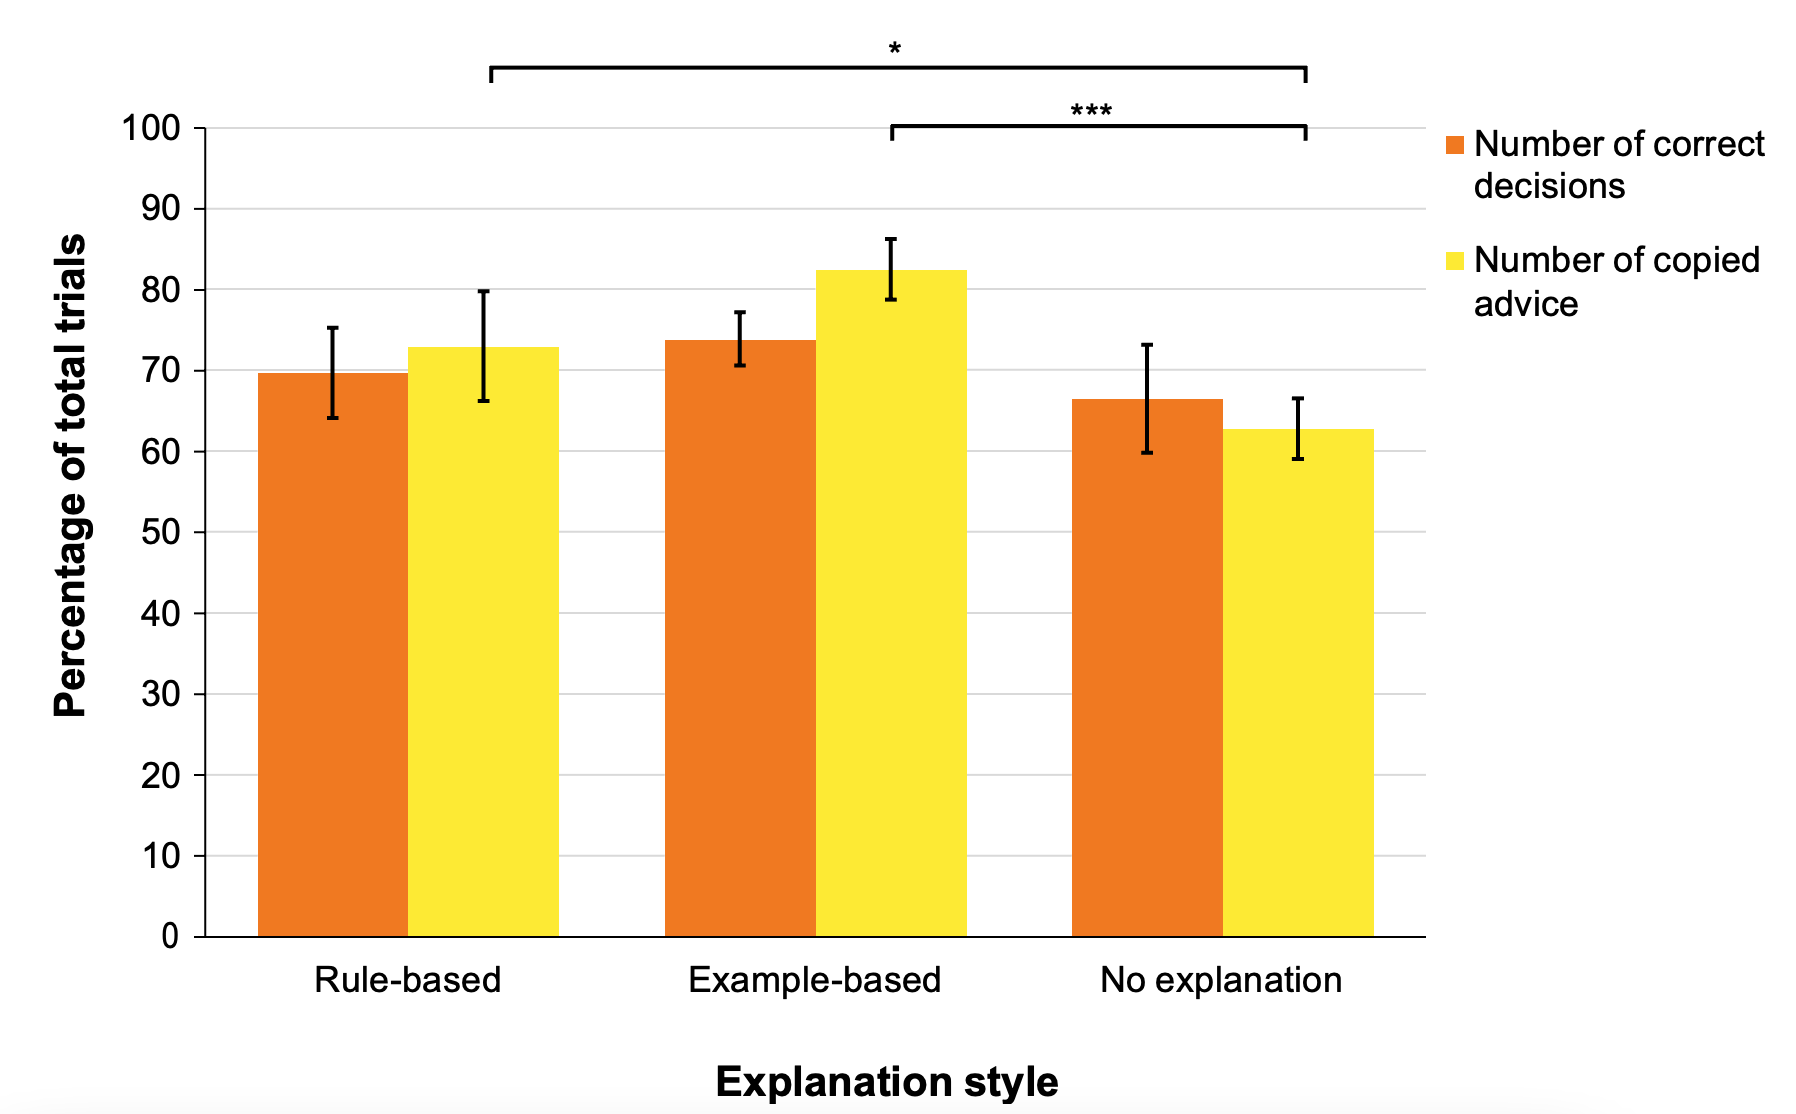 *
***
100
90
80
70
60
50
40
30
20
10
0
Percentage of total trials
Rule-based
Example-based
No explanation
Explanation style
Number of correct
decisions
Number of copied
advice